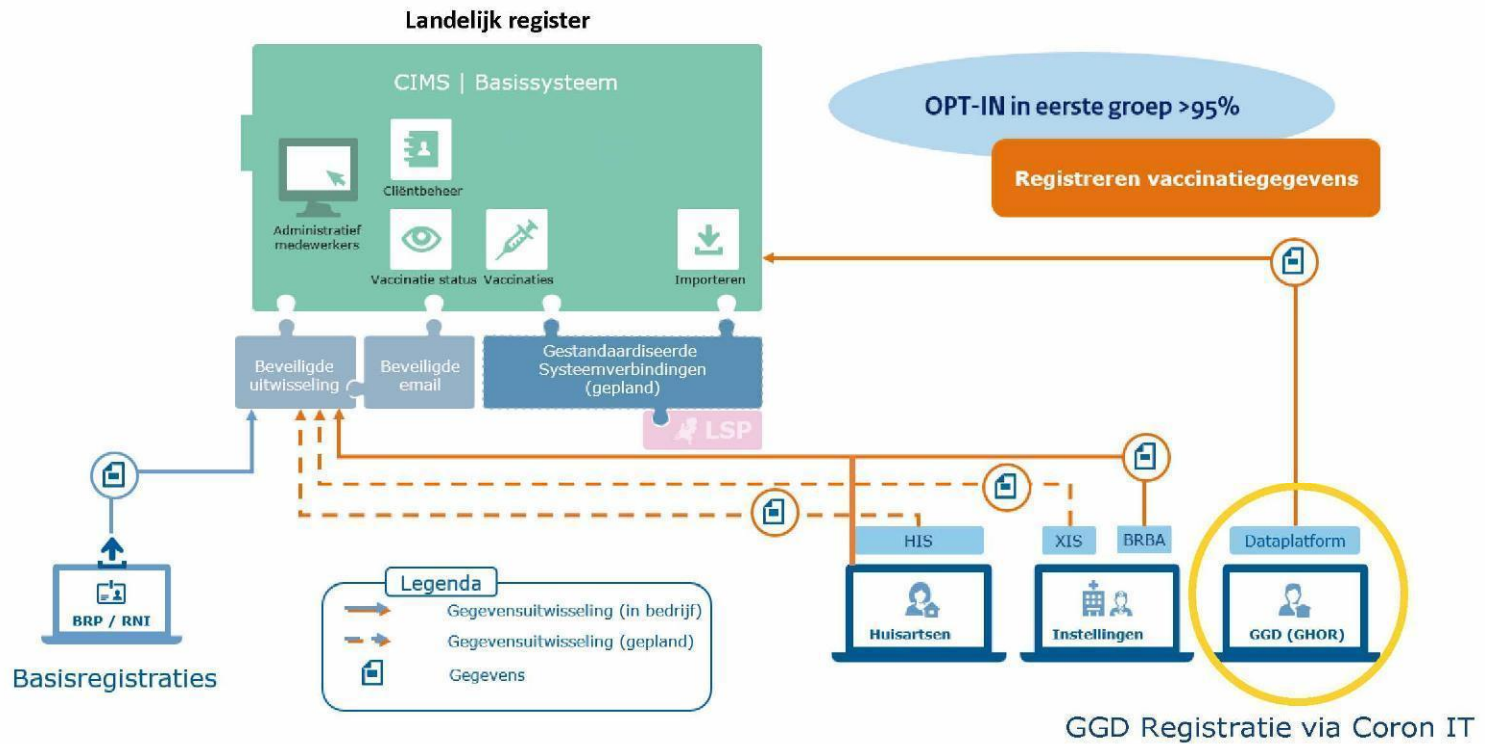 Landelijk register
CIMS | Basissysteem
OPT-IN in eerste groep >95%
Registreren vaccinatiegegevens
Cliëntbeheer
Administratief
medewerkers
Vaccinatie status
Vaccinaties
Importeren
Beveiligde
uitwisseling
Beveiligde
email
Gestandaardiseerde
Systeemverbindingen
(gepland)
LSP
HIS
XIS
BRBA
Dataplatform
BRP / RNI
Basisregistraties
Legenda
Gegevensuitwisseling (in bedrijf)
Gegevensuitwisseling (gepland)
Gegevens
Huisartsen
Instellingen
GGD (GHOR)
GGD Registratie via Coron IT